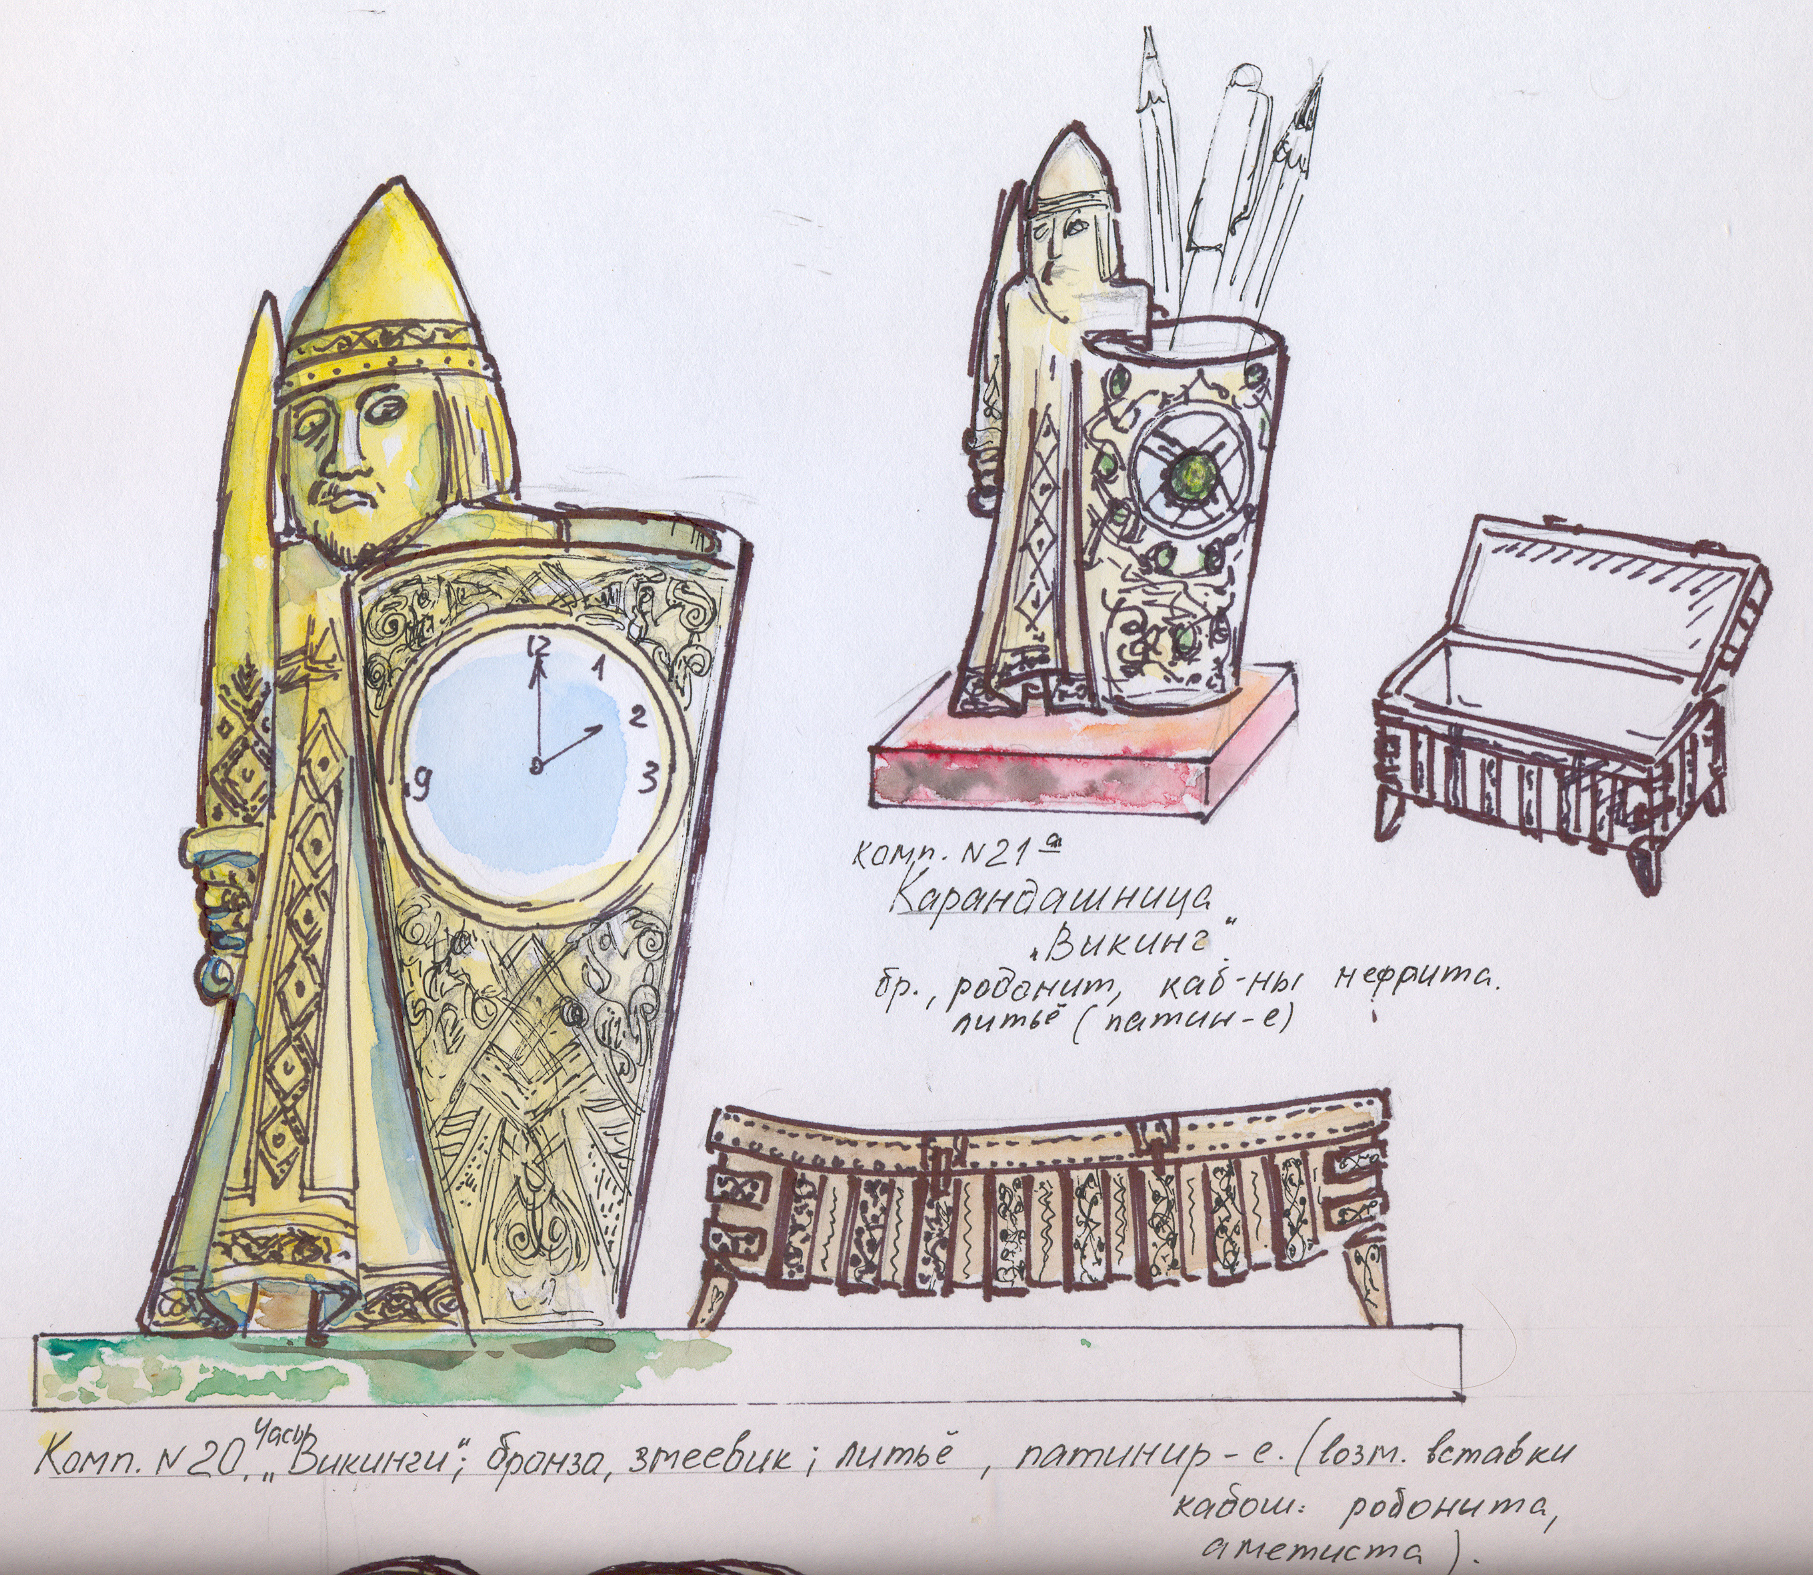 12
1
2
3
9
комп. N21а
Карандашница
„Викинг“
бр., родонит, каб-ны нефрита.
литьё (патин-е)
Комп. N20. Часы „Викинги“; бронза, змеевик; литьё, патинир-е. (возм. вставки
кабош: родонита,
аметиста).